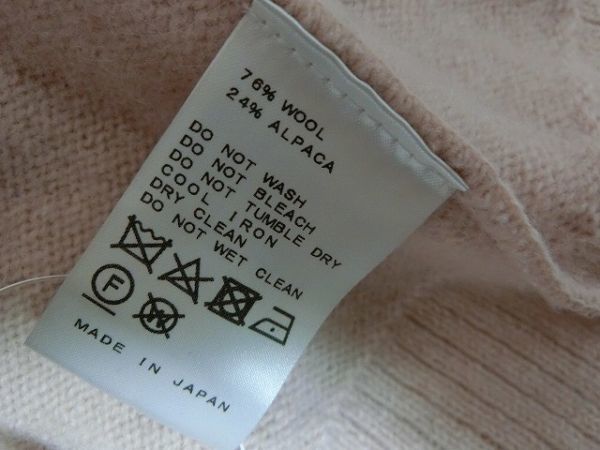 76% WOOL
24% ALPACA
DO NOT WASH
DO NOT BLEACH
DO NOT TUMBLE DRY
COOL IRON
DRY CLEAN
DO NOT WET CLEAN
F
W
MADE IN JAPAN